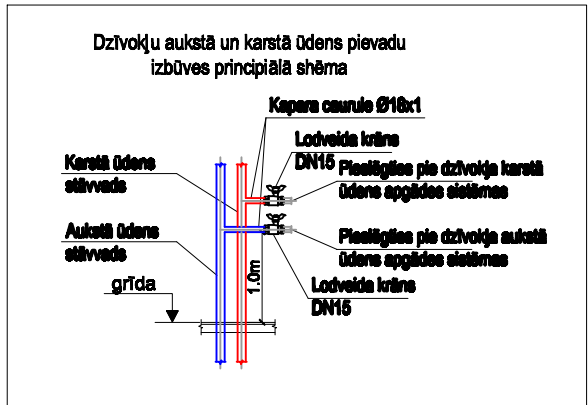 Dzīvokļu aukstā un karstā ūdens pievadu
izbūves principiālā shēma
Kapara caurule Ø18x1
Lodveida krāns
DN15
Karstā ūdens
stāvvads
Pieslēgties pie dzīvokļa karstā
ūdens apgādes sistēmas
Aukstā ūdens
stāvvads
Pieslēgties pie dzīvokļa aukstā
ūdens apgādes sistēmas
grīda
1.0m
Lodveida krāns
DN15